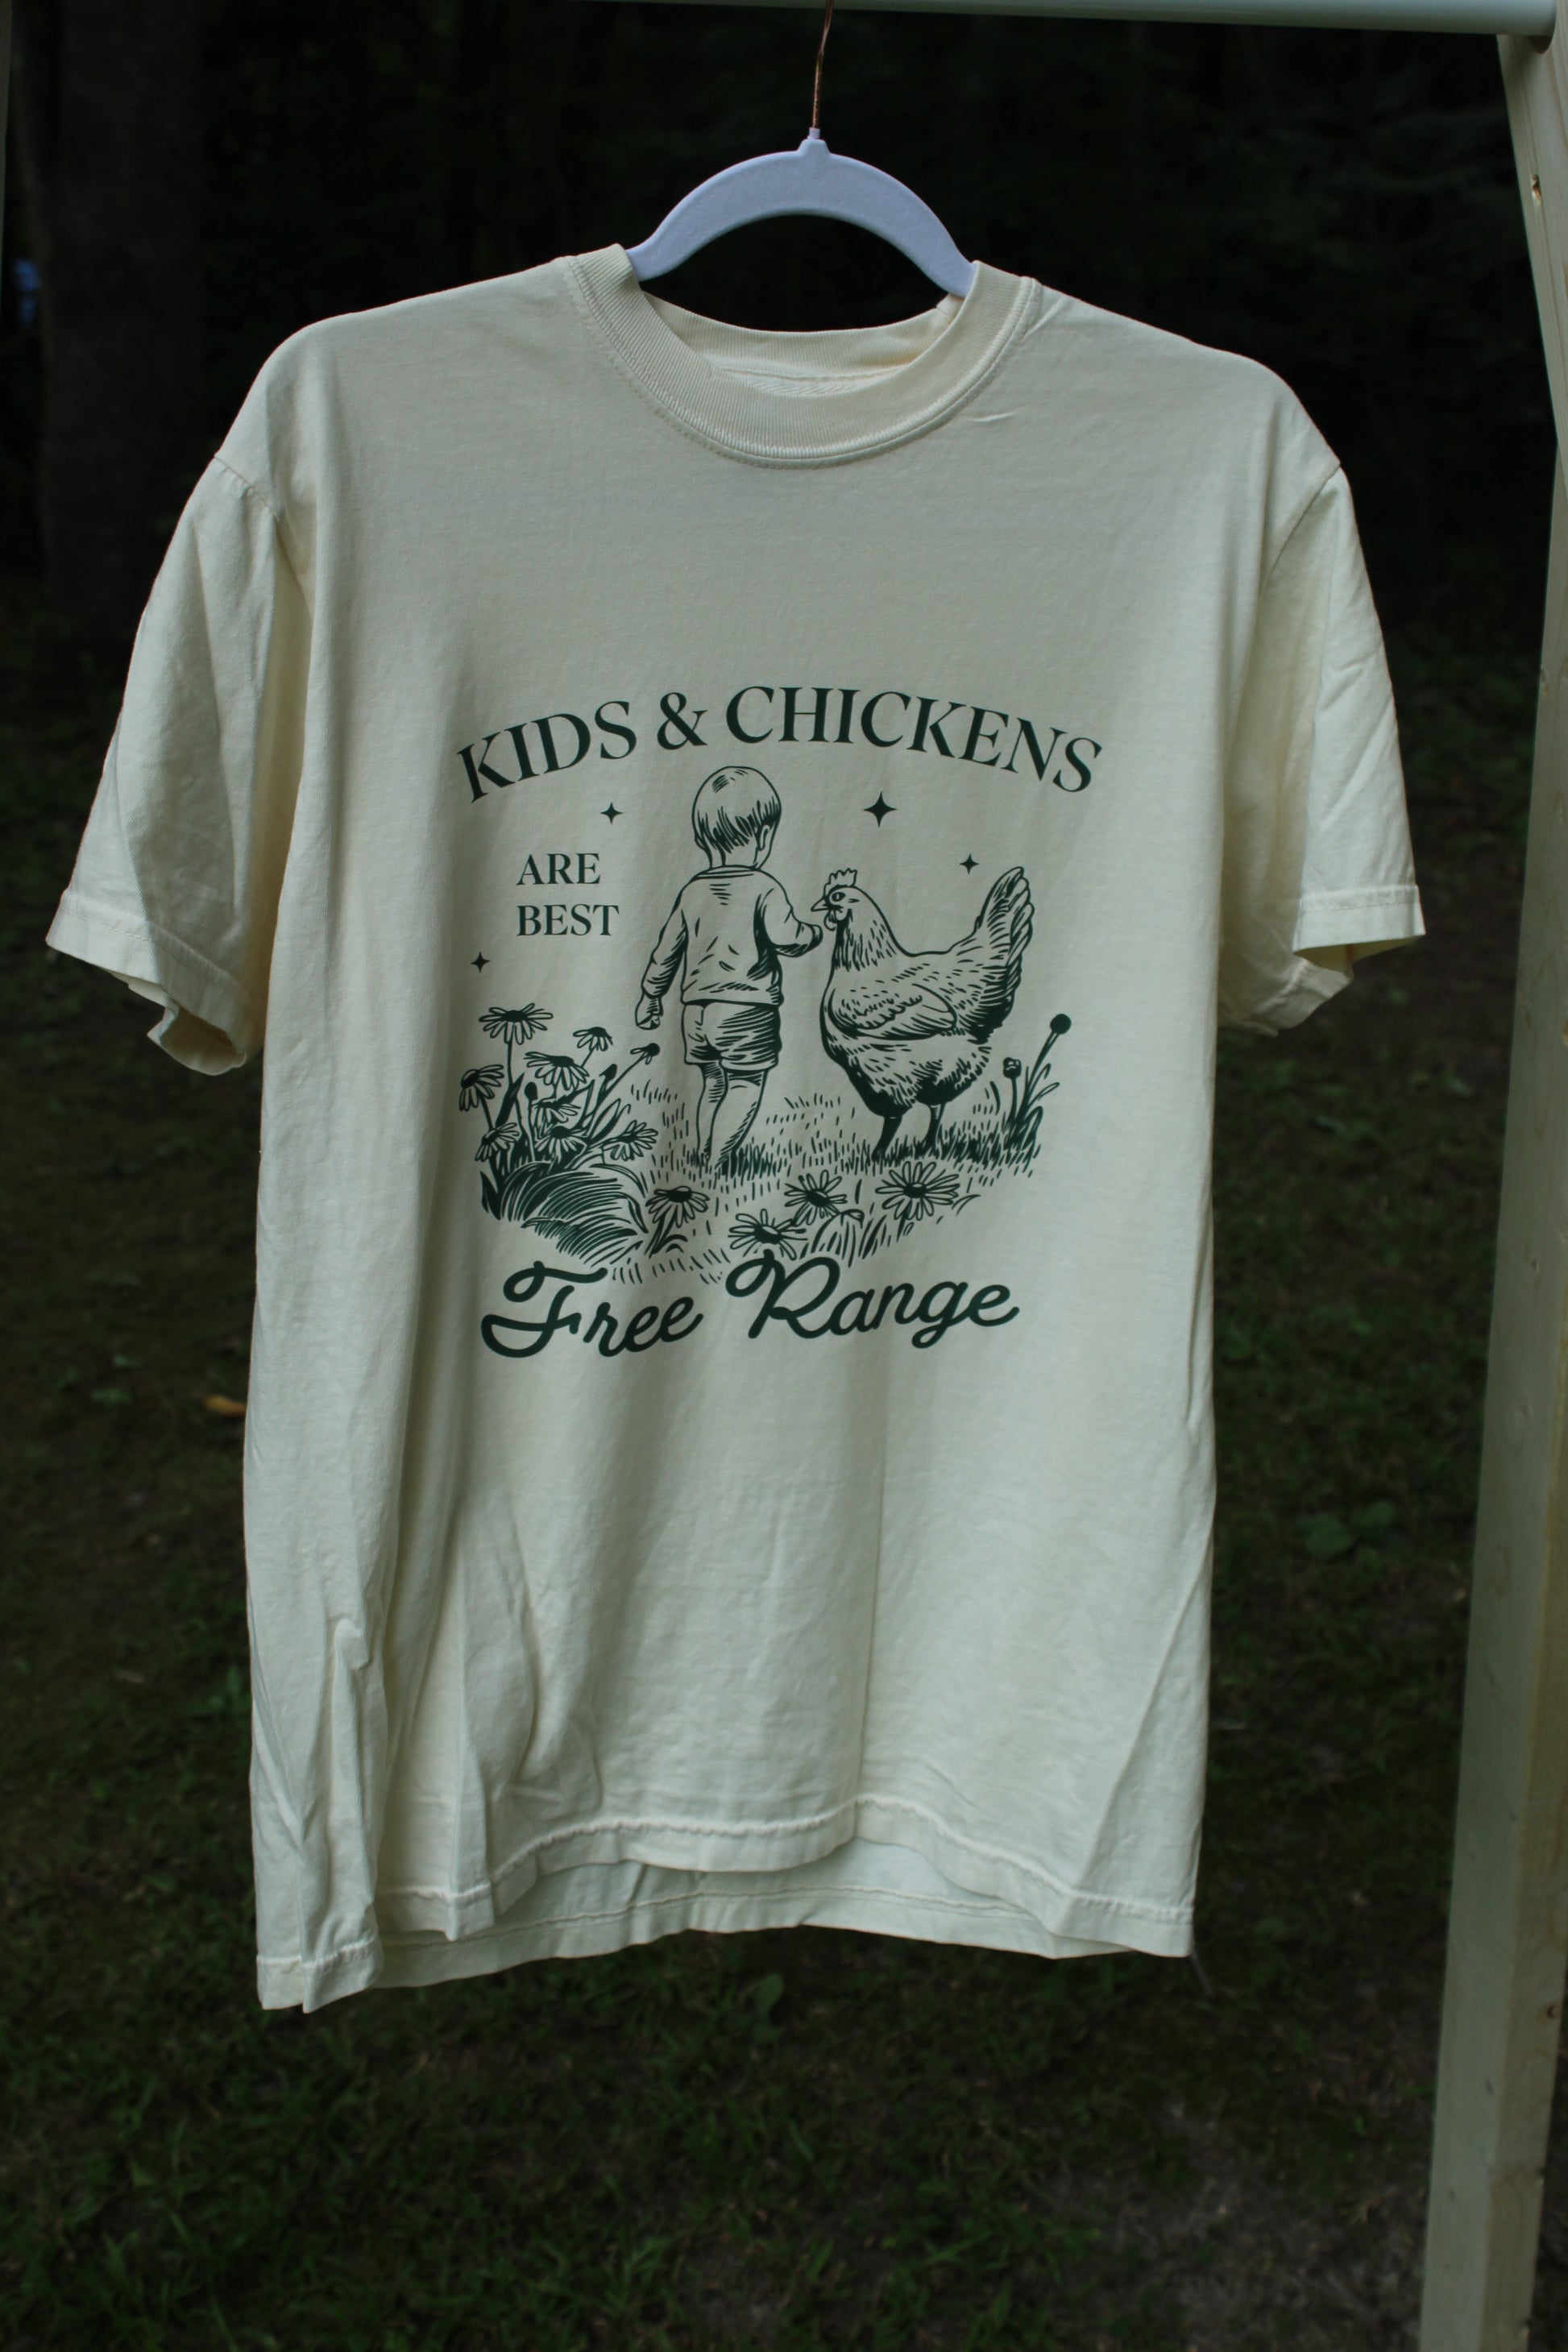 KIDS & CHICKENS
ARE
BEST
Free Range